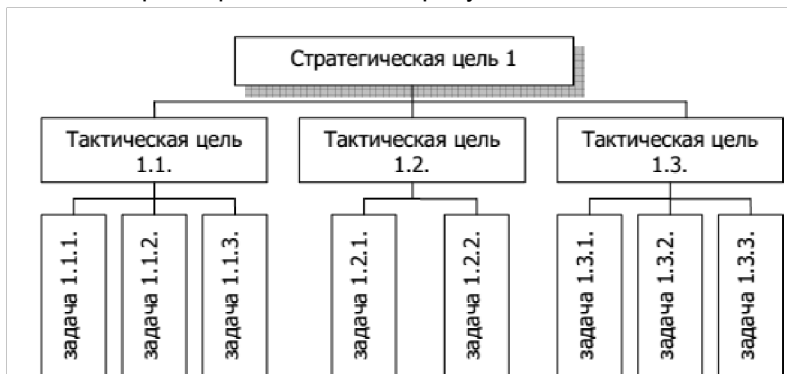 Стратегическая цель 1
Тактическая цель
1.1.
Тактическая цель
1.2.
Тактическая цель
1.3.
задача 1.1.1.
задача 1.1.2.
задача 1.1.3.
задача 1.2.1.
задача 1.2.2.
задача 1.3.1.
задача 1.3.2.
задача 1.3.3.